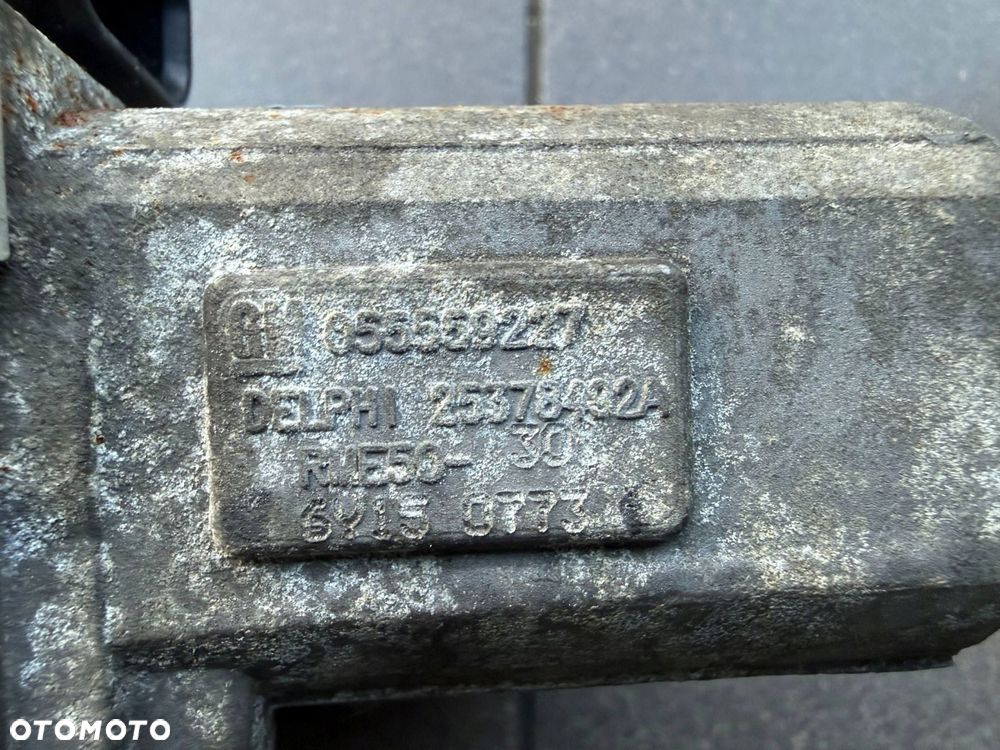 GM 055559227
DELPHI 25378432A
RME50- 30
6Y15 0773
OTOMOTO